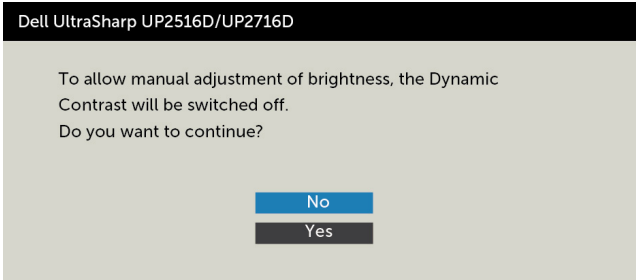 Dell UltraSharp UP2516D/UP2716D
To allow manual adjustment of brightness, the Dynamic
Contrast will be switched off.
Do you want to continue?
No
Yes